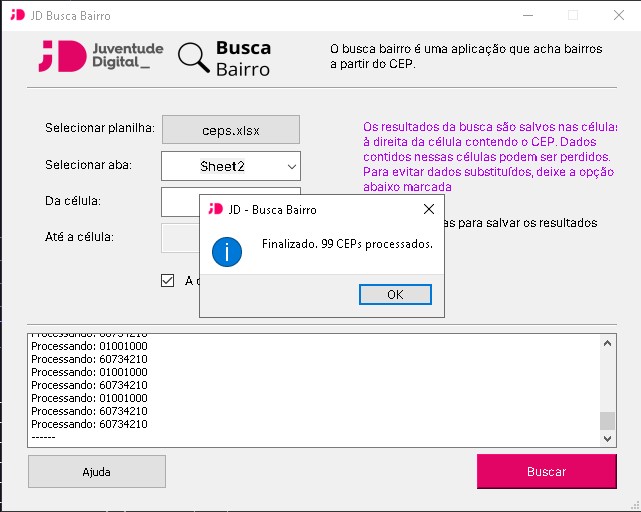 JD Busca Bairro
Juventude
Digital_
Busca
Bairro
O busca bairro é uma aplicação que acha bairros
a partir do CEP.
Selecionar planilha:
ceps.xlsx
Selecionar aba:
Sheet2
Da célula:
Até a célula:
Os resultados da busca são salvos nas células
à direita da célula contendo o CEP. Dados
contidos nessas células podem ser perdidos.
Para evitar dados substituídos, deixe a opção
abaixo marcada
para salvar os resultados
JD - Busca Bairro
Finalizado. 99 CEPs processados.
OK
Processando: 60734210
Processando: 01001000
Processando: 60734210
Processando: 01001000
Processando: 60734210
Processando: 01001000
Processando: 60734210
Processando: 60734210
------
Ajuda
Buscar